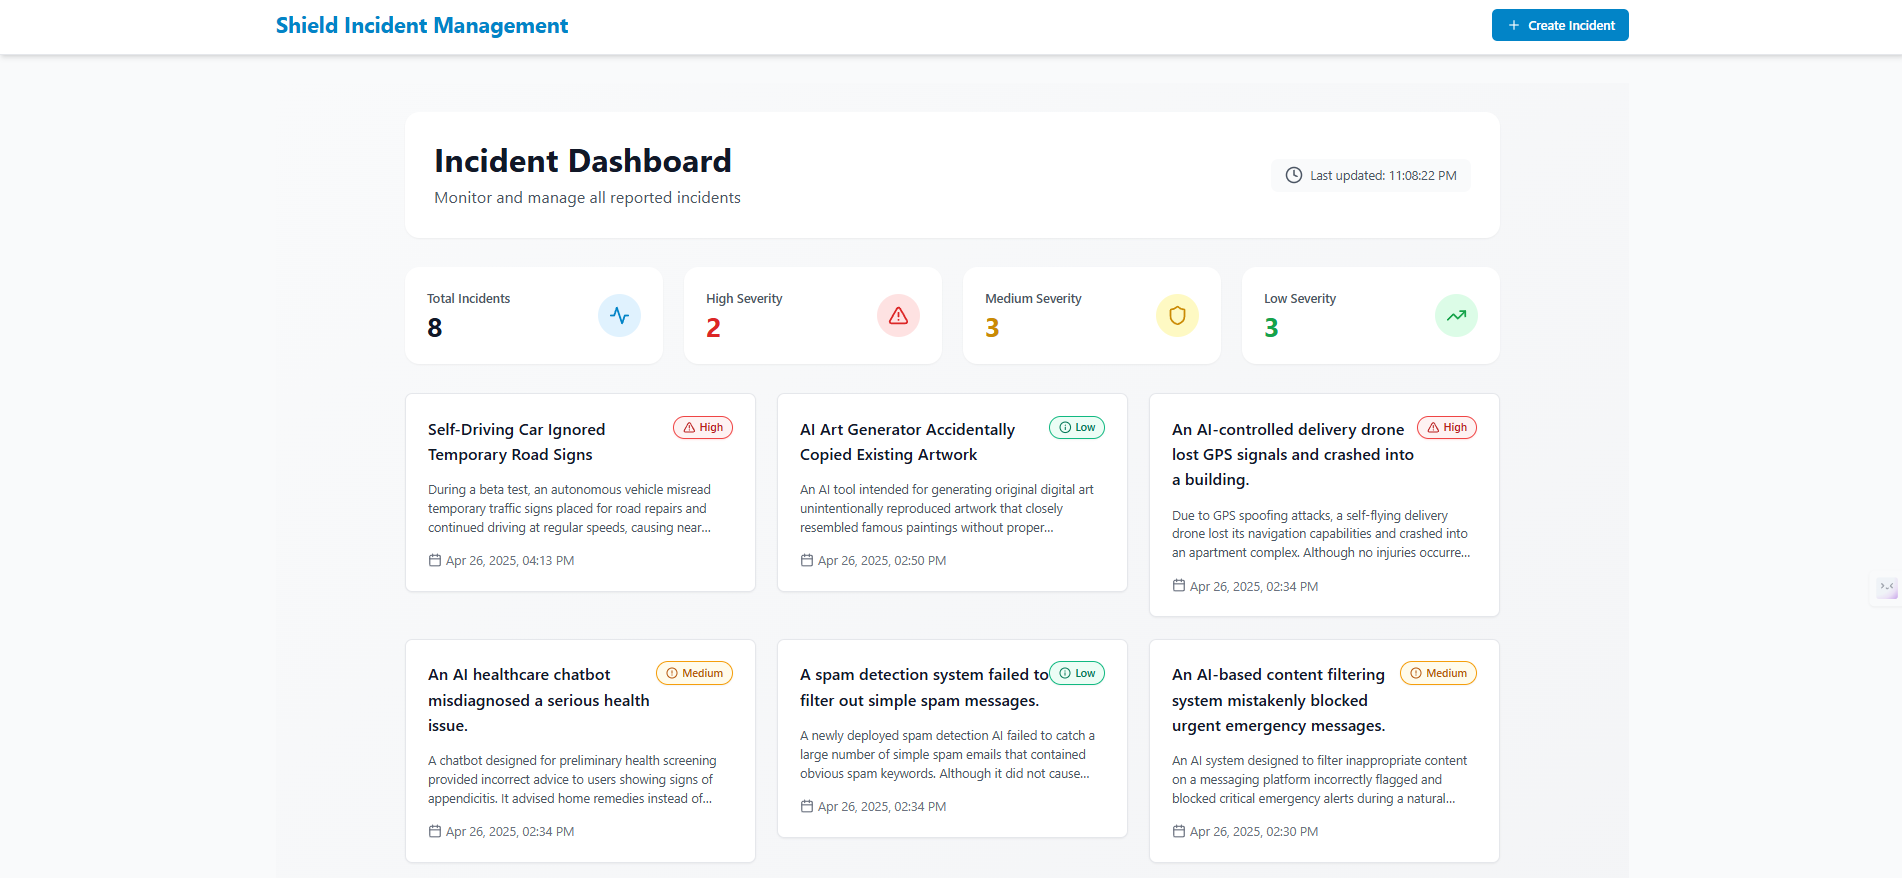 Shield Incident Management
Create Incident
Incident Dashboard
Monitor and manage all reported incidents
Last updated: 11:08:22 PM
Total Incidents
8
High Severity
2
Medium Severity
3
Low Severity
3
Self-Driving Car Ignored
Temporary Road Signs
High
During a beta test, an autonomous vehicle misread
temporary traffic signs placed for road repairs and
continued driving at regular speeds, causing near...
Apr 26, 2025, 04:13 PM
AI Art Generator Accidentally
Copied Existing Artwork
Low
An AI tool intended for generating original digital art
unintentionally reproduced artwork that closely
resembled famous paintings without proper...
Apr 26, 2025, 02:50 PM
An AI-controlled delivery drone
lost GPS signals and crashed into
a building.
High
Due to GPS spoofing attacks, a self-flying delivery
drone lost its navigation capabilities and crashed into
an apartment complex. Although no injuries occurre...
Apr 26, 2025, 02:34 PM
An AI healthcare chatbot
misdiagnosed a serious health
issue.
Medium
A chatbot designed for preliminary health screening
provided incorrect advice to users showing signs of
appendicitis. It advised home remedies instead of...
Apr 26, 2025, 02:34 PM
A spam detection system failed to
filter out simple spam messages.
Low
A newly deployed spam detection AI failed to catch a
large number of simple spam emails that contained
obvious spam keywords. Although it did not cause...
Apr 26, 2025, 02:34 PM
An AI-based content filtering
system mistakenly blocked
urgent emergency messages.
Medium
An AI system designed to filter inappropriate content
on a messaging platform incorrectly flagged and
blocked critical emergency alerts during a natural...
Apr 26, 2025, 02:30 PM